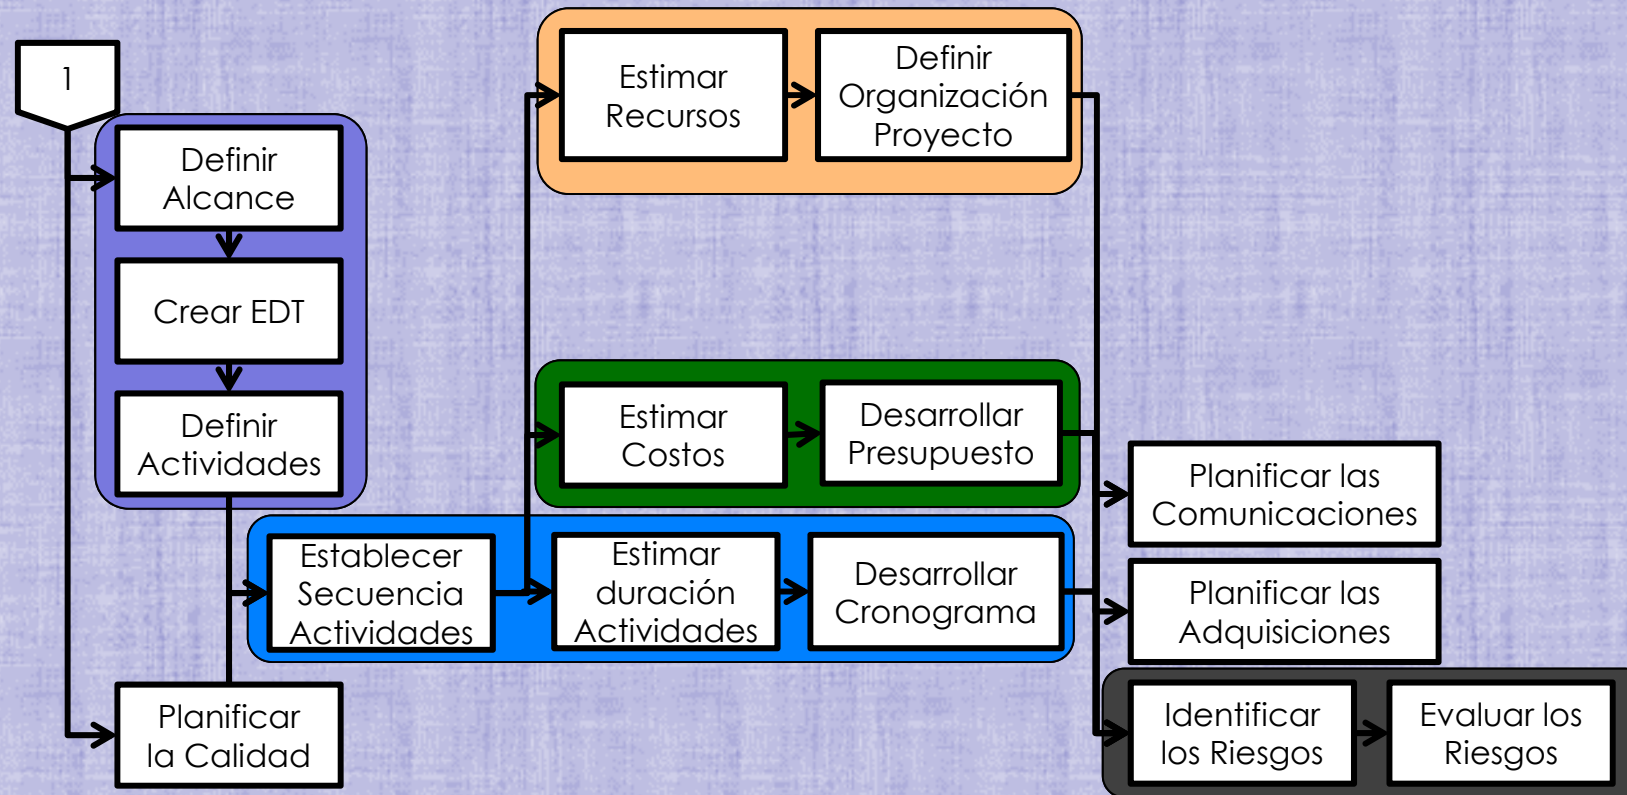 1
Definir
Alcance
Crear EDT
Definir
Actividades
Planificar
la Calidad
Establecer
Secuencia
Actividades
Estimar
duración
Actividades
Desarrollar
Cronograma
Estimar
Recursos
Definir
Organización
Proyecto
Estimar
Costos
Desarrollar
Presupuesto
Planificar las
Comunicaciones
Planificar las
Adquisiciones
Identificar
los Riesgos
Evaluar los
Riesgos